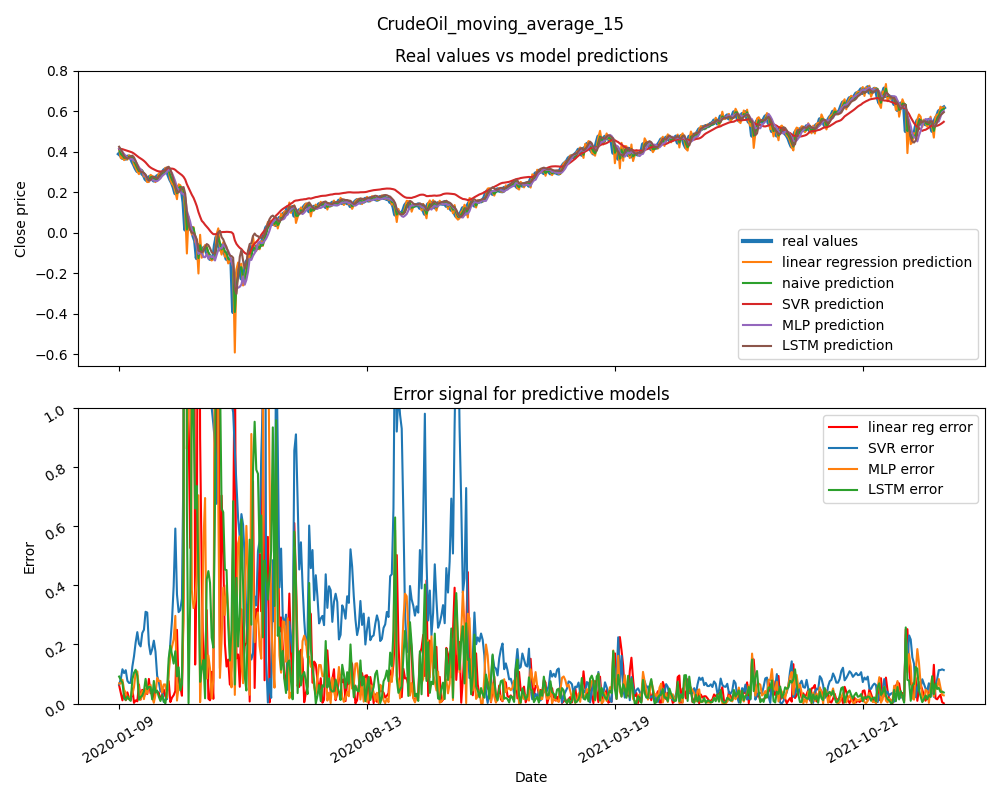 CrudeOil_moving_average_15
Real values vs model predictions
0.8
0.6
0.4
0.2
0.0
−0.2
−0.4
−0.6
Close price
real values
linear regression prediction
naive prediction
SVR prediction
MLP prediction
LSTM prediction
Error signal for predictive models
1.0
0.8
0.6
0.4
0.2
0.0
Error
linear reg error
SVR error
MLP error
LSTM error
2020-01-09
2020-08-13
2021-03-19
2021-10-21
Date